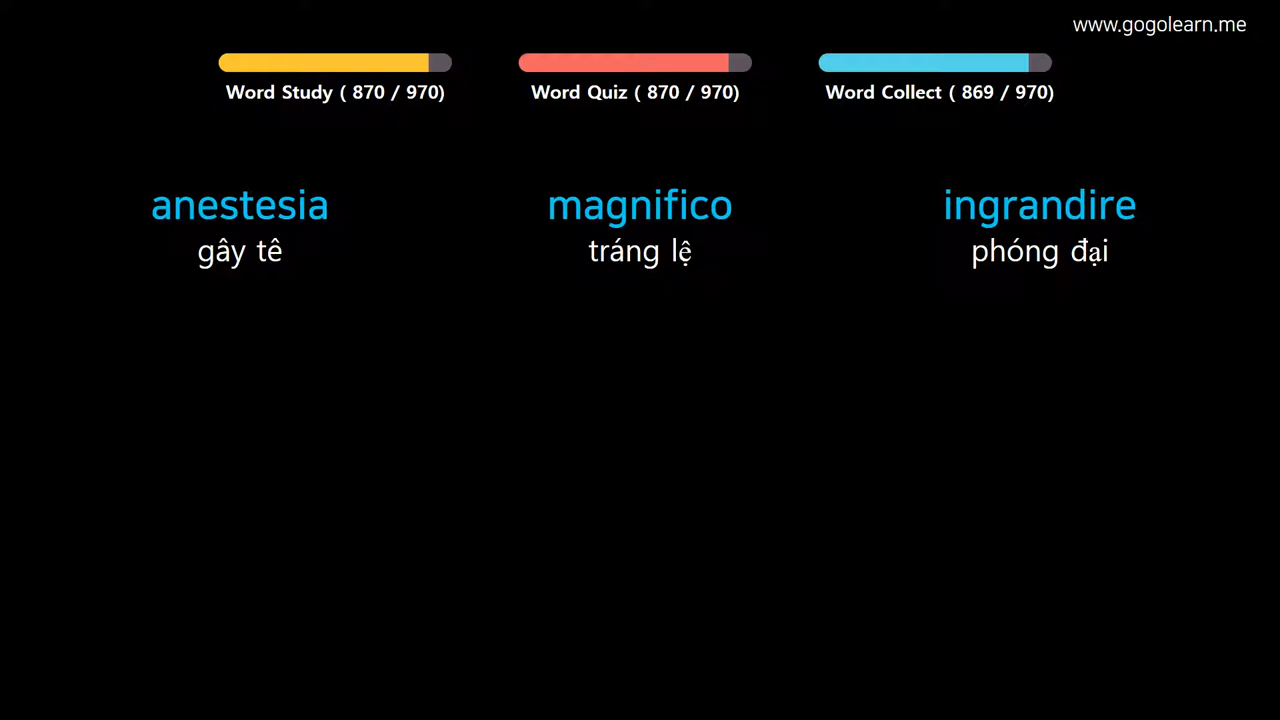 www.gogolearn.me
Word Study ( 870 / 970)
Word Quiz ( 870 / 970)
Word Collect ( 869 / 970)
anestesia
gây tê
magnifico
tráng lệ
ingrandire
phóng đại